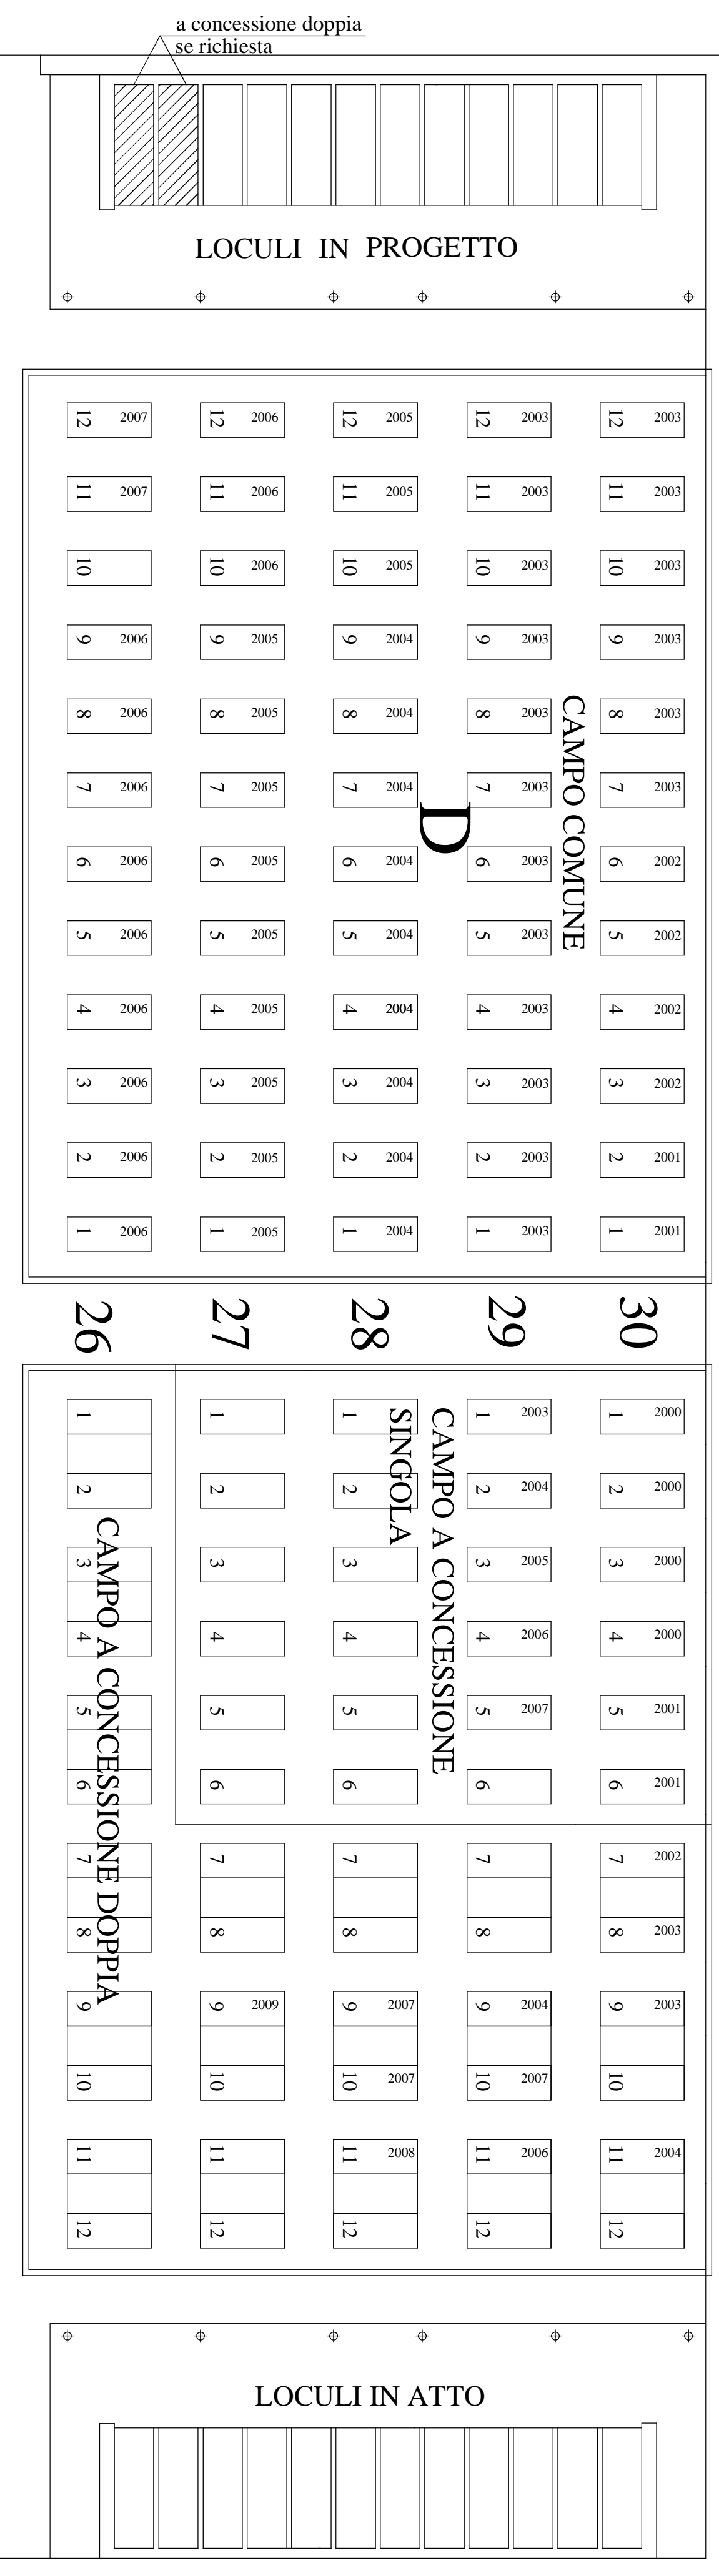 a concessione doppia
se richiesta
LOCULI IN PROGETTO
12 2007 12 2006 12 2005 12 2003 12 2003
11 2007 11 2006 11 2005 11 2003 11 2003
10 10 2006 10 2005 10 2003 10 2003
9 2006 9 2005 9 2004 9 2003 9 2003
8 2006 8 2005 8 2004 8 2003 8 2003
CAMPO COMUNE
7 2006 7 2005 7 2004 7 2003 7 2003
D
6 2006 6 2005 6 2004 6 2003 6 2002
5 2006 5 2005 5 2004 5 2003 5 2002
4 2006 4 2005 4 2004 4 2003 4 2002
3 2006 3 2005 3 2004 3 2003 3 2002
2 2006 2 2005 2 2004 2 2003 2 2001
1 2006 1 2005 1 2004 1 2003 1 2001
26 27 28 29 30
1 1 1 1 2003 1 2000
CAMPO A CONCESSIONE
SINGOLA
2 2 2 2 2004 2 2000
CAMPO A CONCESSIONE DOPPIA
3 3 3 3 2005 3 2000
4 4 4 4 2006 4 2000
5 5 5 5 2007 5 2001
6 6 6 6 6 2001
7 7 7 7 7 2002
8 8 8 8 8 2003
9 9 2009 9 2007 9 2004 9 2003
10 10 10 2007 10 2007 10
11 11 11 2008 11 2006 11 2004
12 12 12 12 12
LOCULI IN ATTO